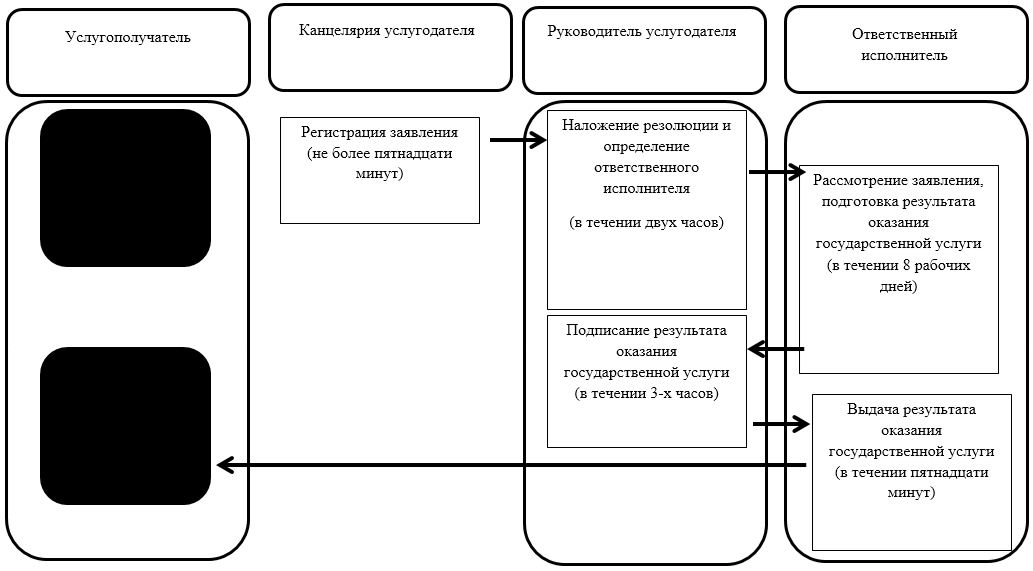 Услугополучатель
Канцелярия услугодателя
Руководитель услугодателя
Ответственный
исполнитель
Регистрация заявления
(не более пятнадцати
минут)
Наложение резолюции и
определение
ответственного
исполнителя
(в течении двух часов)
Рассмотрение заявления,
подготовка результата
оказания
государственной услуги
(в течении 8 рабочих
дней)
Подписание результата
оказания
государственной услуги
(в течении 3-х часов)
Выдача результата
оказания
государственной услуги
(в течении пятнадцати
минут)